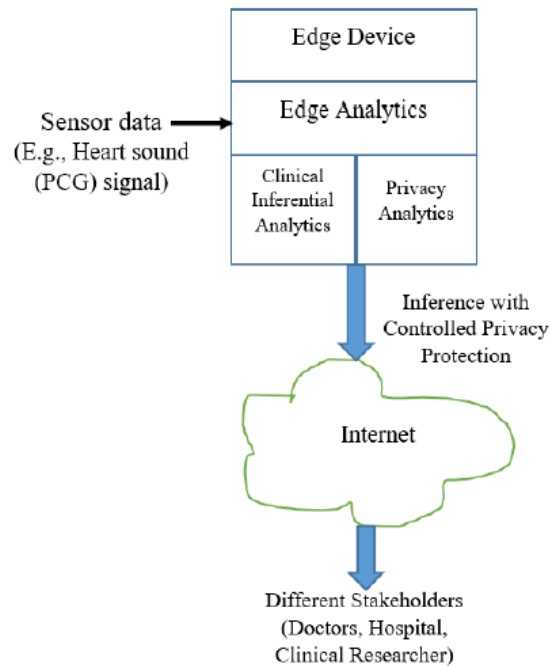 Edge Device
Edge Analytics
Sensor data
(E.g., Heart sound
(PCG) signal)
Clinical
Inferential
Analytics
Privacy
Analytics
Inference with
Controlled Privacy
Protection
Internet
Different Stakeholders
(Doctors, Hospital,
Clinical Researcher)